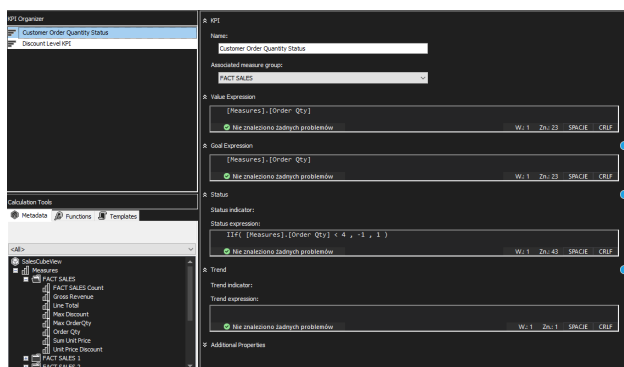 KPI Organizer
Customer Order Quantity Status
Discount Level KPI
Calculation Tools
Metadata Functions Templates
<All>
SalesCubeView
Measures
FACT SALES
FACT SALES Count
Gross Revenue
Line Total
Max Discount
Max OrderQty
Order Qty
Sum Unit Price
Unit Price Discount
FACT SALES 1
FACT SALES 2
KPI
Name:
Customer Order Quantity Status
Associated measure group:
FACT SALES
Value Expression
[Measures].[Order Qty]
Nie znaleziono żadnych problemów W.: 1 Zn.: 23 SPACJE CRLF
Goal Expression
[Measures].[Order Qty]
Nie znaleziono żadnych problemów W.: 1 Zn.: 23 SPACJE CRLF
Status
Status indicator:
Status expression:
IIf( [Measures].[Order Qty] < 4 , -1 , 1 )
Nie znaleziono żadnych problemów W.: 1 Zn.: 43 SPACJE CRLF
Trend
Trend indicator:
Trend expression:
Nie znaleziono żadnych problemów W.: 1 Zn.: 1 SPACJE CRLF
Additional Properties